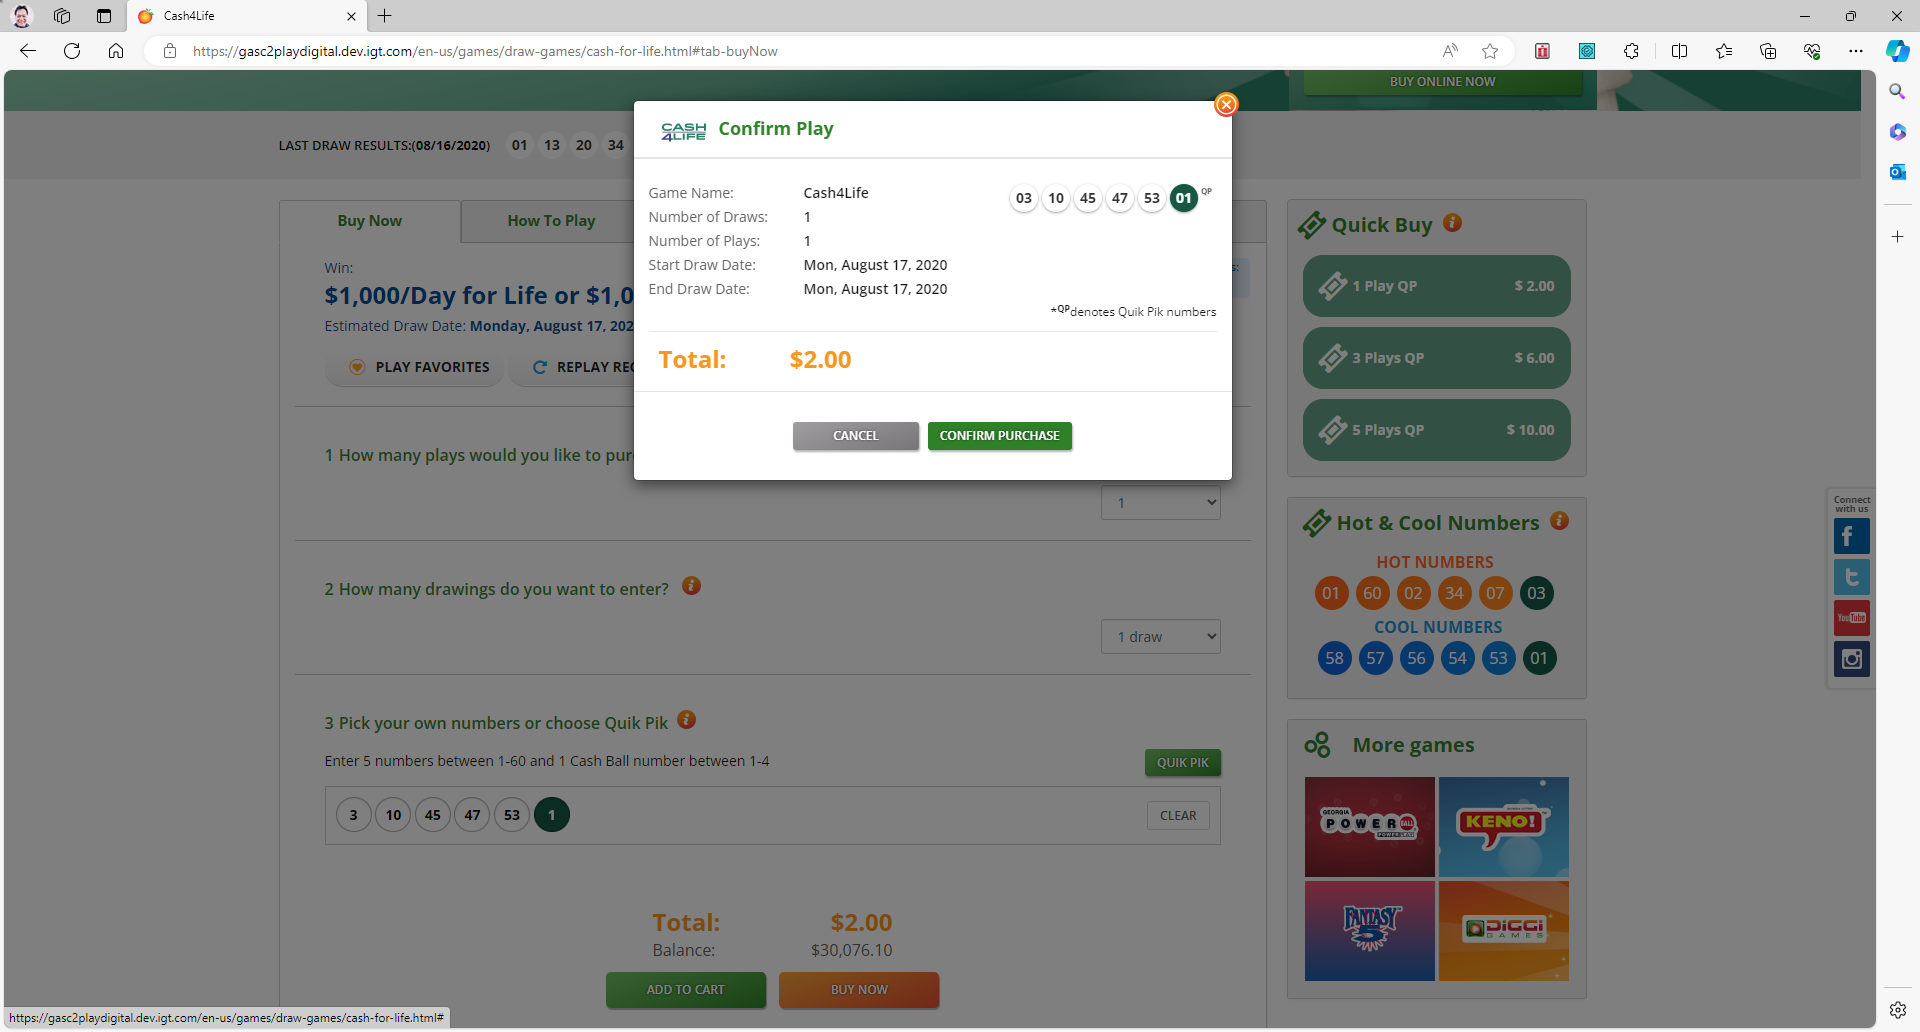 Cash4Life
https://gasc2playdigital.dev.igt.com/en-us/games/draw-games/cash-for-life.html#tab-buyNow
BUY ONLINE NOW
LAST DRAW RESULTS:(08/16/2020) 01 13 20 34
CASH
4LIFE
Confirm Play
Game Name: Cash4Life
Number of Draws: 1
Number of Plays: 1
Start Draw Date: Mon, August 17, 2020
End Draw Date: Mon, August 17, 2020
03 10 45 47 53 01 QP
*QPdenotes Quik Pik numbers
Total: $2.00
CANCEL CONFIRM PURCHASE
Buy Now How To Play
Win:
$1,000/Day for Life or $1,0
Estimated Draw Date: Monday, August 17, 202
s:
PLAY FAVORITES REPLAY REC
1 How many plays would you like to pur
1
2 How many drawings do you want to enter?
1 draw
3 Pick your own numbers or choose Quik Pik
Enter 5 numbers between 1-60 and 1 Cash Ball number between 1-4
QUIK PIK
3 10 45 47 53 1
CLEAR
Total: $2.00
Balance: $30,076.10
ADD TO CART BUY NOW
Quick Buy
1 Play QP $ 2.00
3 Plays QP $ 6.00
5 Plays QP $ 10.00
Hot & Cool Numbers
HOT NUMBERS
01 60 02 34 07 03
COOL NUMBERS
58 57 56 54 53 01
More games
GEORGIA
POWERBALL
KENO!
FANTASY
5
DiGGi
GAMES
Connect
with us
YouTube
https://gasc2playdigital.dev.igt.com/en-us/games/draw-games/cash-for-life.html#